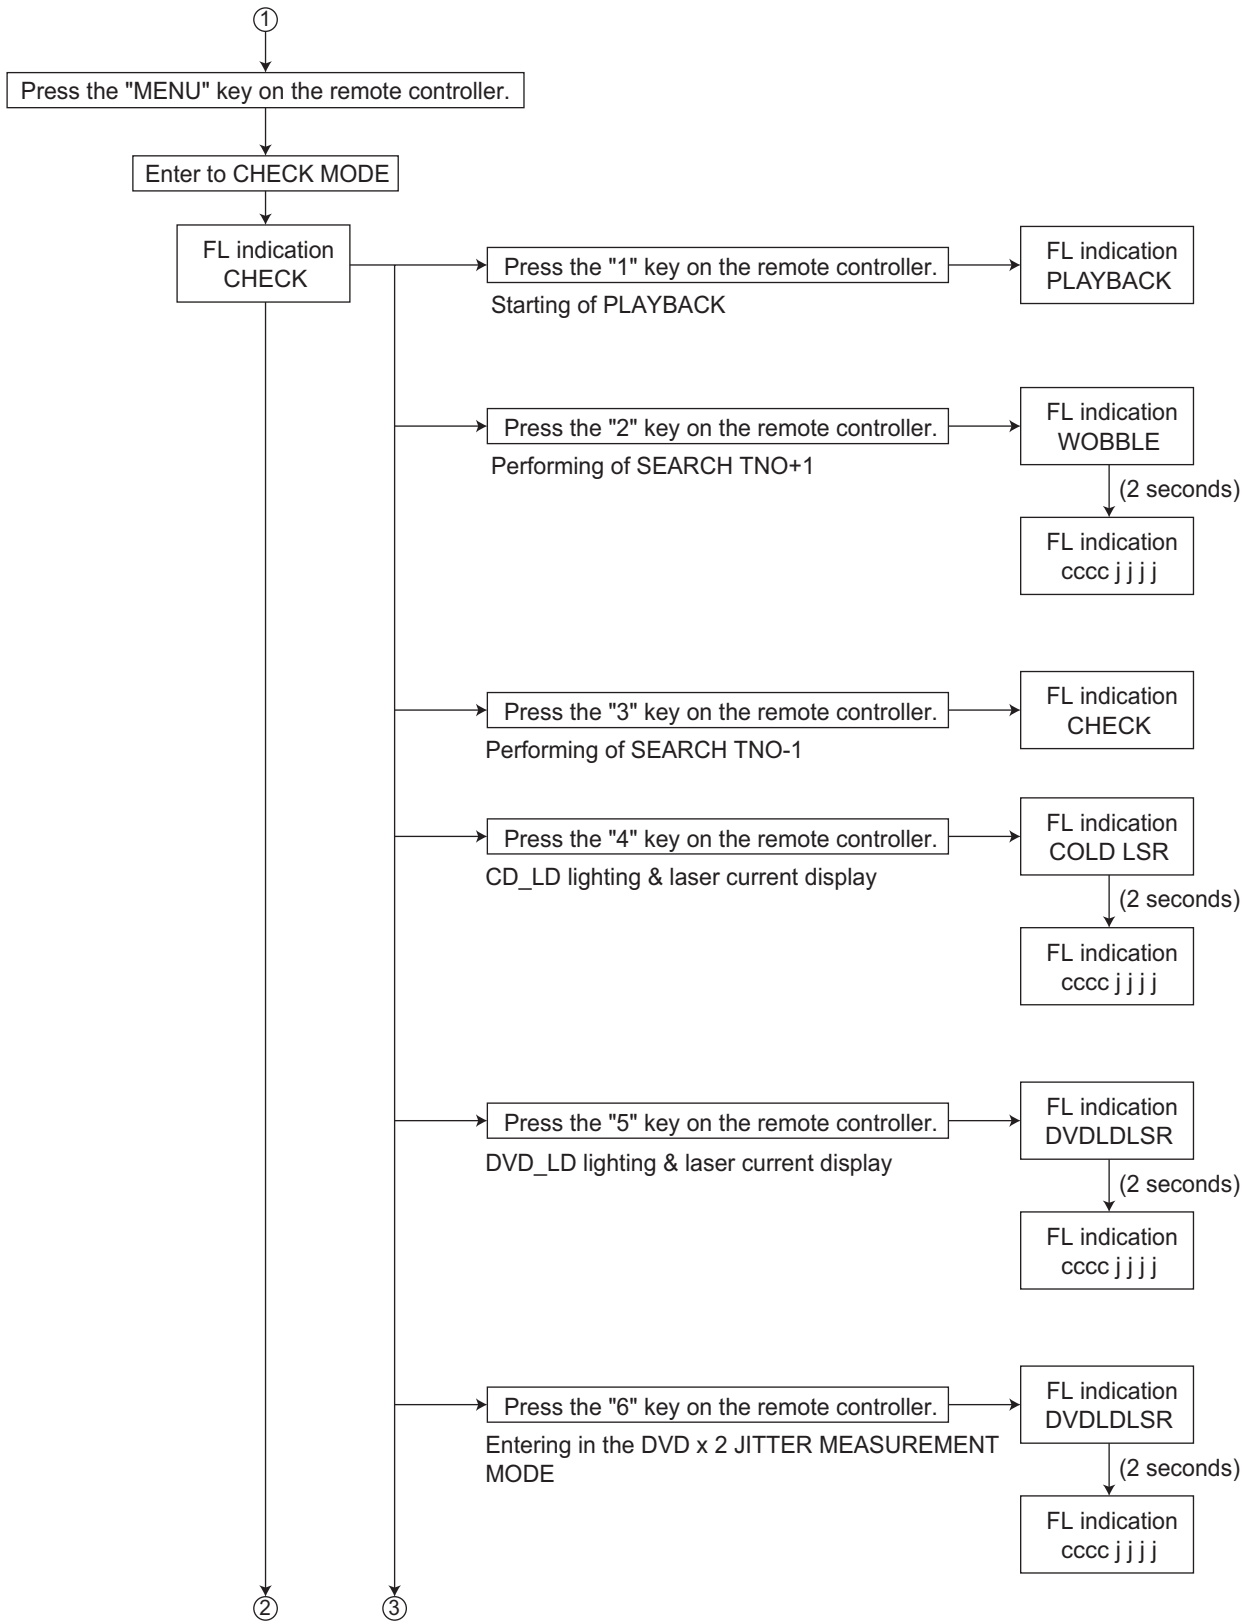 ①
Press the "MENU" key on the remote controller.
Enter to CHECK MODE
FL indication
CHECK
Press the "1" key on the remote controller.
Starting of PLAYBACK
FL indication
PLAYBACK
Press the "2" key on the remote controller.
Performing of SEARCH TNO+1
FL indication
WOBBLE
(2 seconds)
FL indication
cccc j j j j
Press the "3" key on the remote controller.
Performing of SEARCH TNO-1
FL indication
CHECK
Press the "4" key on the remote controller.
CD_LD lighting & laser current display
FL indication
COLD LSR
(2 seconds)
FL indication
cccc j j j j
Press the "5" key on the remote controller.
DVD_LD lighting & laser current display
FL indication
DVDLDLSR
(2 seconds)
FL indication
cccc j j j j
Press the "6" key on the remote controller.
Entering in the DVD x 2 JITTER MEASUREMENT
MODE
FL indication
DVDLDLSR
(2 seconds)
FL indication
cccc j j j j
②
③